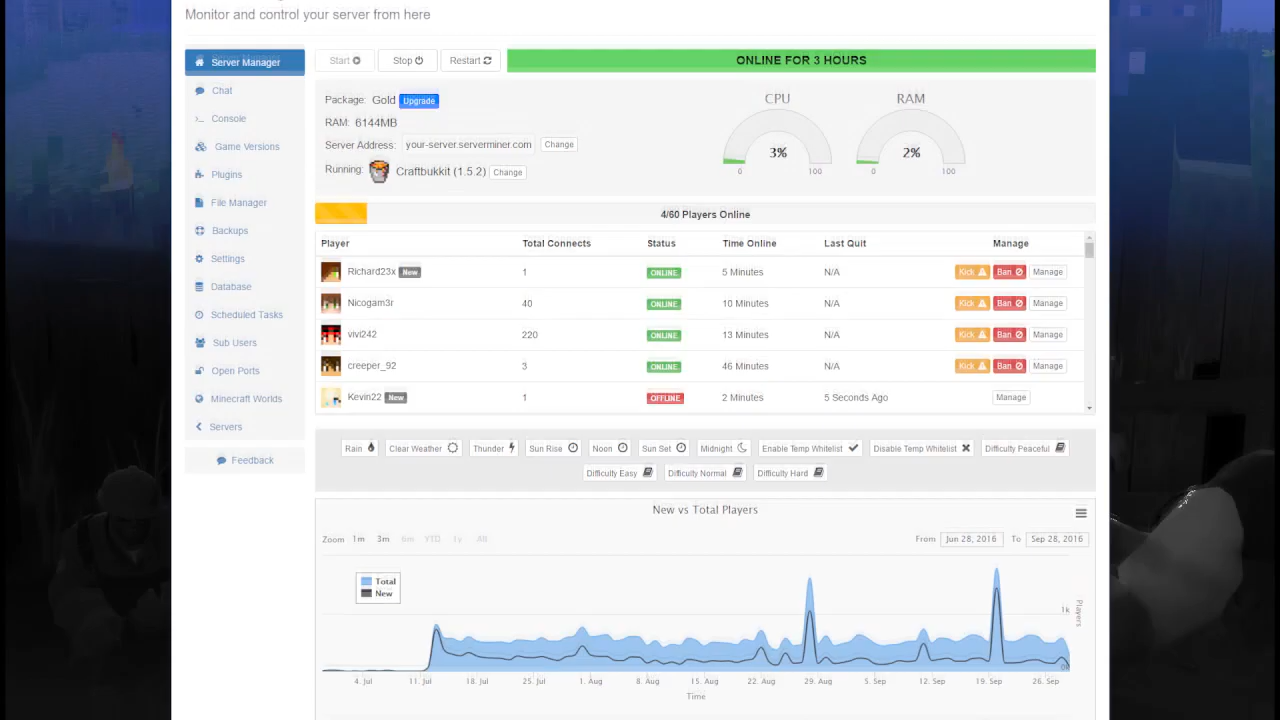 Monitor and control your server from here
Server Manager
Chat
Console
Game Versions
Plugins
File Manager
Backups
Settings
Database
Scheduled Tasks
Sub Users
Open Ports
Minecraft Worlds
Servers
Feedback
Start Stop Restart ONLINE FOR 3 HOURS
Package: Gold Upgrade
RAM: 6144MB
Server Address: your-server.serverminer.com Change
Running: Craftbukkit (1.5.2) Change
CPU RAM
3% 2%
0 100 0 100
4/60 Players Online
Player Total Connects Status Time Online Last Quit Manage
Richard23x New 1 ONLINE 5 Minutes N/A Kick Ban Manage
Nicogam3r 40 ONLINE 10 Minutes N/A Kick Ban Manage
vivi242 220 ONLINE 13 Minutes N/A Kick Ban Manage
creeper_92 3 ONLINE 46 Minutes N/A Kick Ban Manage
Kevin22 New 1 OFFLINE 2 Minutes 5 Seconds Ago Manage
Rain Clear Weather Thunder Sun Rise Noon Sun Set Midnight Enable Temp Whitelist Disable Temp Whitelist Difficulty Peaceful
Difficulty Easy Difficulty Normal Difficulty Hard
New vs Total Players
Zoom 1m 3m 6m YTD 1y All From Jun 28, 2016 To Sep 28, 2016
Total
New
1k
Players
0k
4. Jul 11. Jul 18. Jul 25. Jul 1. Aug 8. Aug 15. Aug 22. Aug 29. Aug 5. Sep 12. Sep 19. Sep 26. Sep
Time